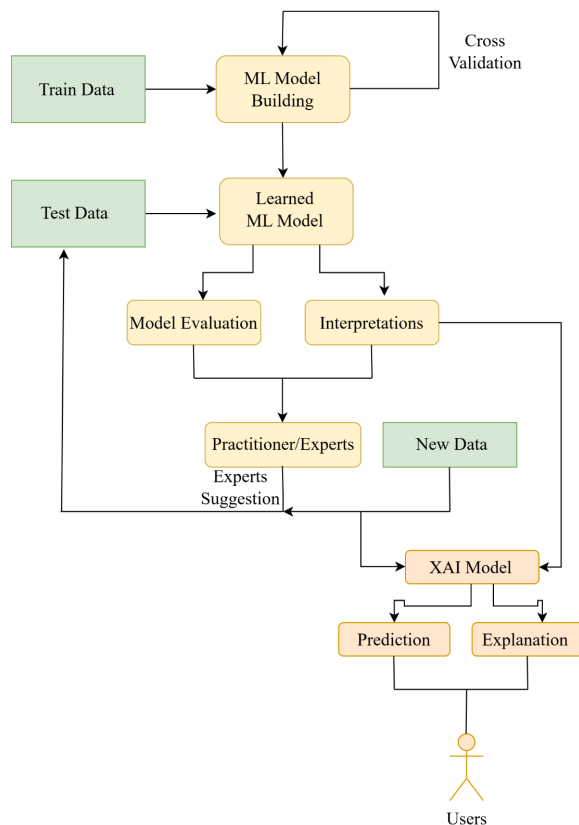 Cross
Validation
Train Data
ML Model
Building
Test Data
Learned
ML Model
Model Evaluation
Interpretations
Practitioner/Experts
New Data
Experts
Suggestion
XAI Model
Prediction
Explanation
Users